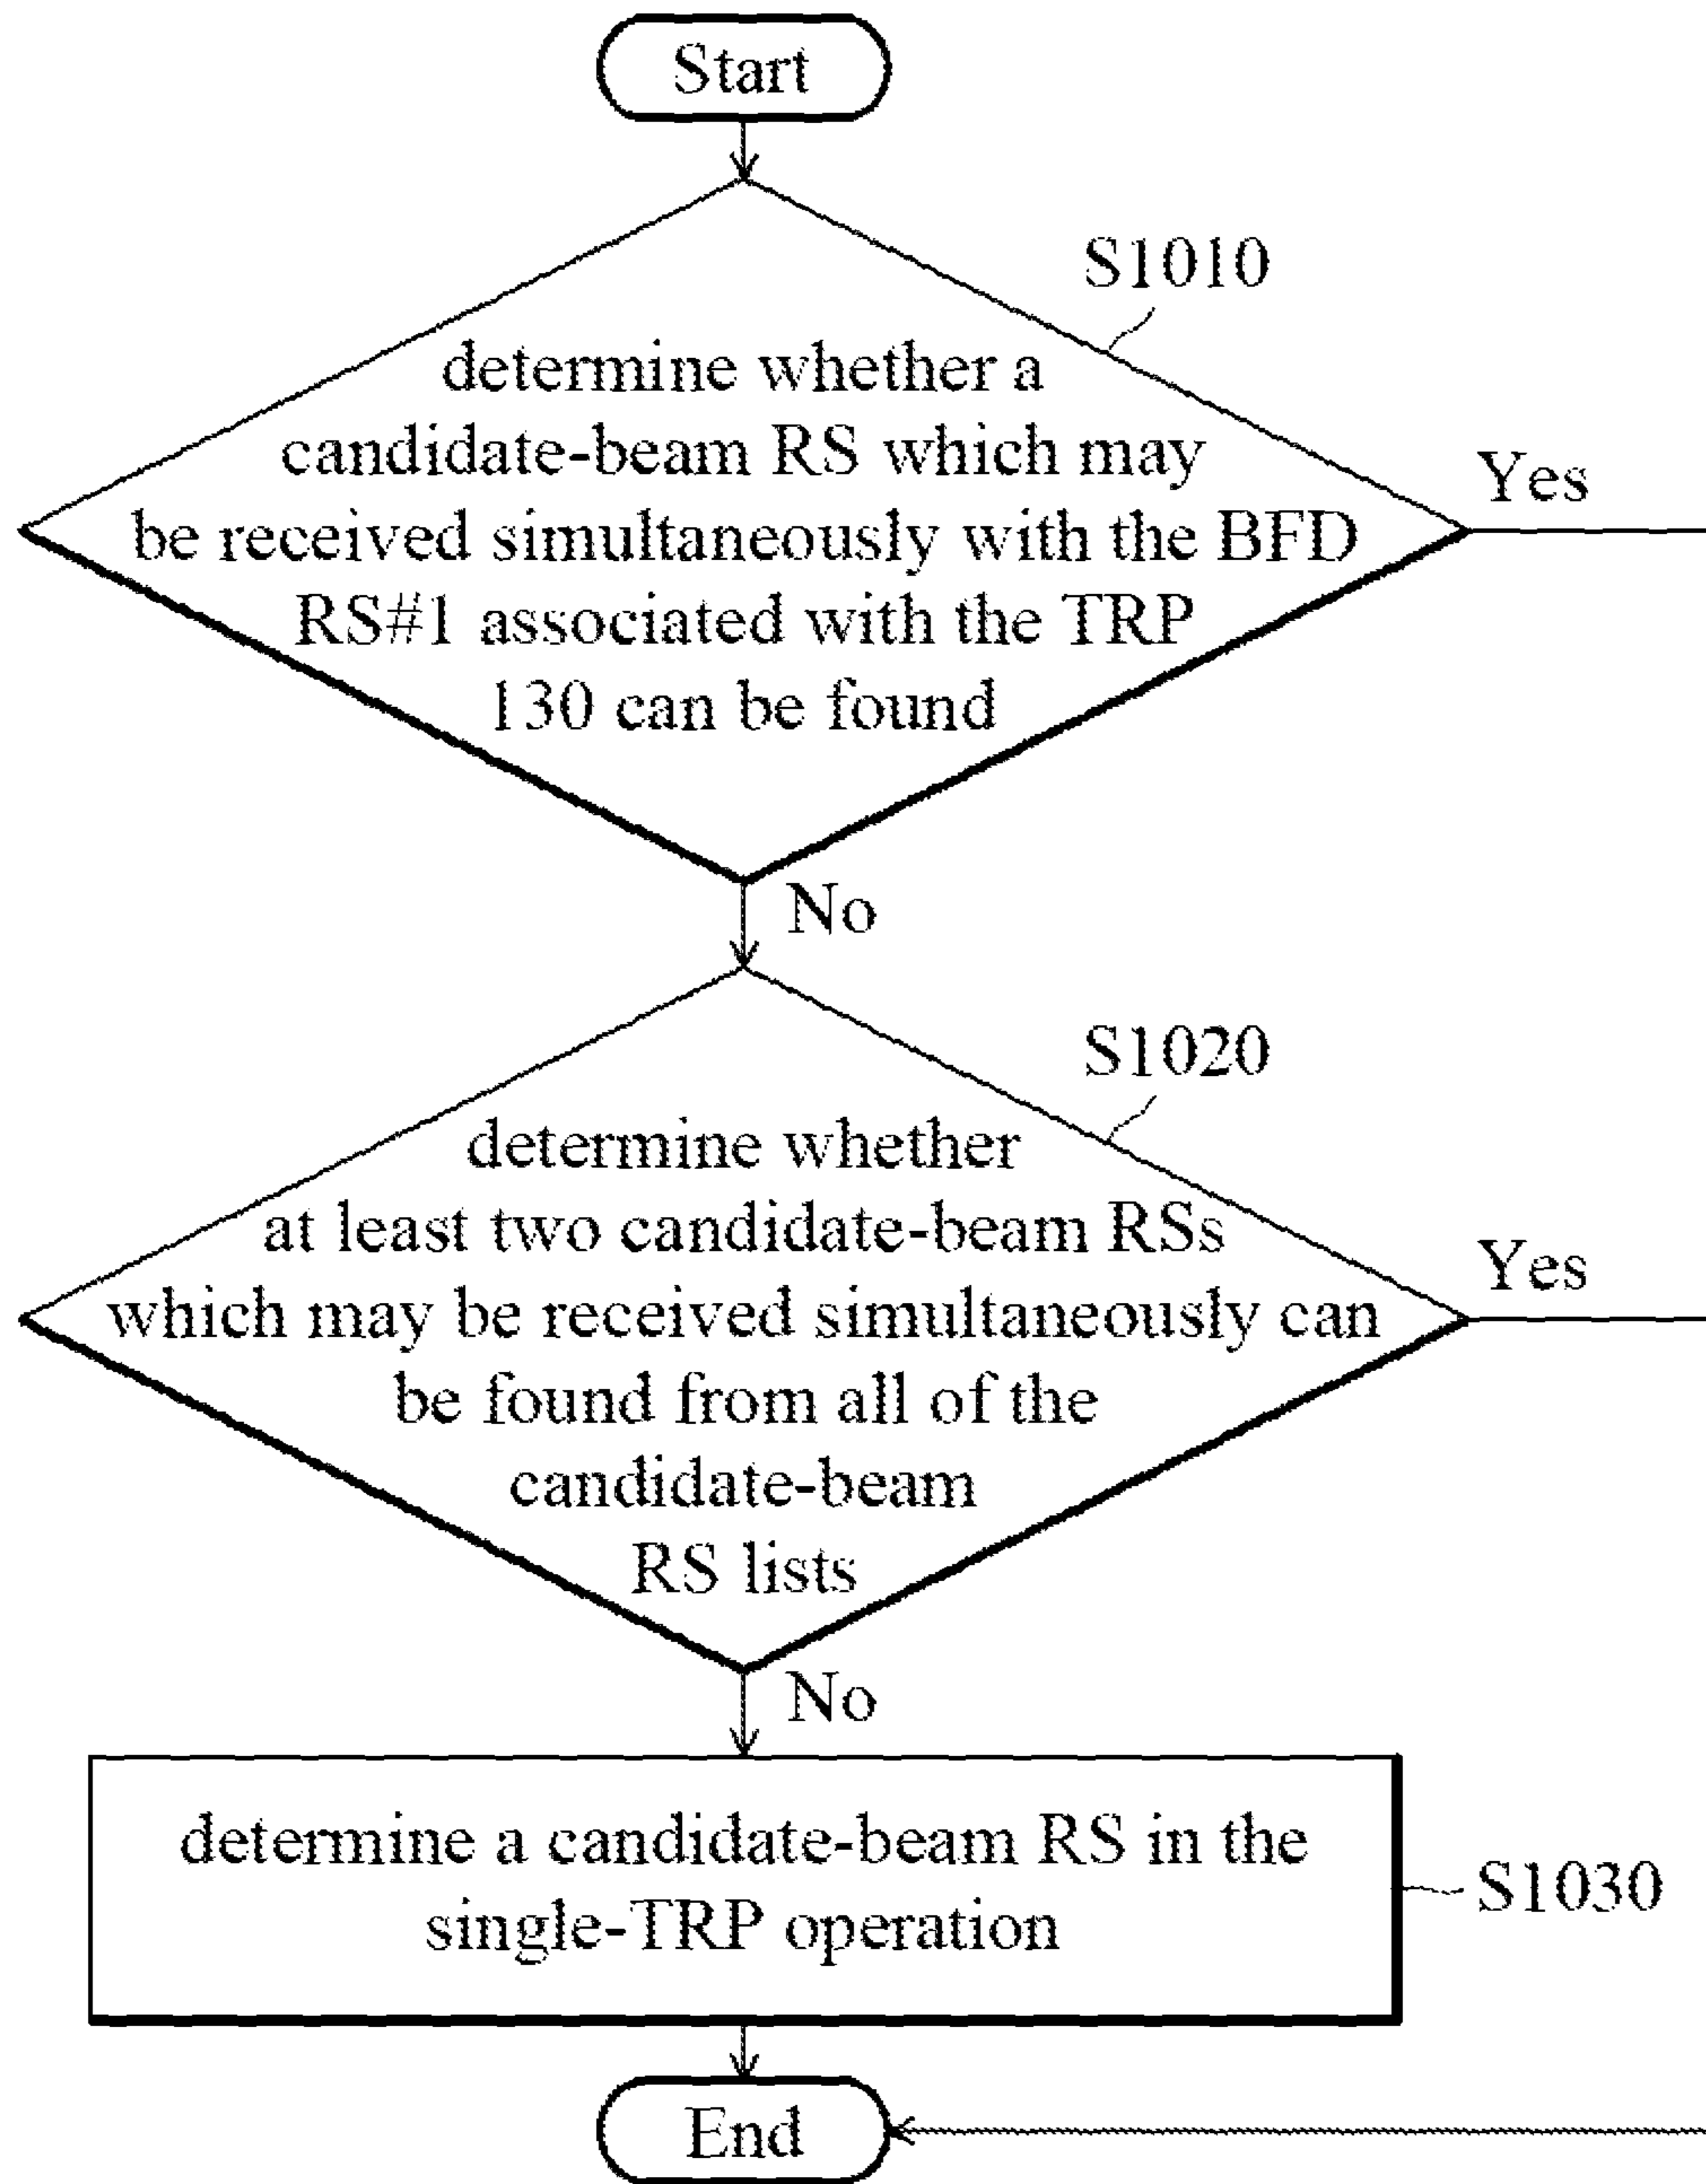 Start
S1010
determine whether a
candidate-beam RS which may
be received simultaneously with the BFD
RS#1 associated with the TRP
130 can be found
Yes
No
S1020
determine whether
at least two candidate-beam RSs
which may be received simultaneously can
be found from all of the
candidate-beam
RS lists
Yes
No
determine a candidate-beam RS in the
single-TRP operation
S1030
End